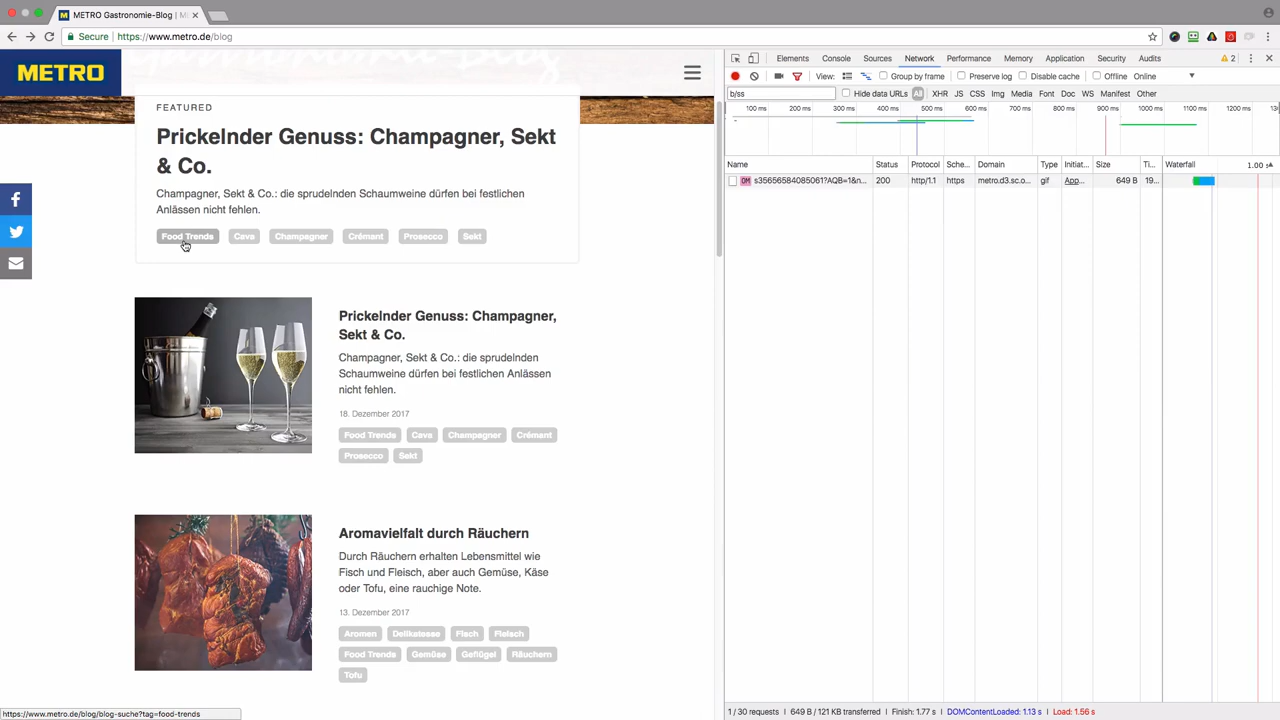 METRO Gastronomie-Blog | M
Secure | https://www.metro.de/blog
METRO
FEATURED
Prickelnder Genuss: Champagner, Sekt
& Co.
Champagner, Sekt & Co.: die sprudelnden Schaumweine dürfen bei festlichen
Anlässen nicht fehlen.
Food Trends Cava Champagner Crémant Prosecco Sekt
Prickelnder Genuss: Champagner,
Sekt & Co.
Champagner, Sekt & Co.: die sprudelnden
Schaumweine dürfen bei festlichen Anlässen
nicht fehlen.
18. Dezember 2017
Food Trends Cava Champagner Crémant
Prosecco Sekt
Aromavielfalt durch Räuchern
Durch Räuchern erhalten Lebensmittel wie
Fisch und Fleisch, aber auch Gemüse, Käse
oder Tofu, eine rauchige Note.
13. Dezember 2017
Aromen Delikatesse Fisch Fleisch
Food Trends Gemüse Geflügel Räuchern
Tofu
https://www.metro.de/blog/blog-suche?tag=food-trends
Elements Console Sources Network Performance Memory Application Security Audits 2
View: Group by frame Preserve log Disable cache Offline Online
b/ss Hide data URLs All XHR JS CSS Img Media Font Doc WS Manifest Other
100 ms 200 ms 300 ms 400 ms 500 ms 600 ms 700 ms 800 ms 900 ms 1000 ms 1100 ms 1200
Name Status Protocol Sche... Domain Type Initiat... Size Ti... Waterfall 1.00 s
s35656584085061?AQB=1&n... 200 http/1.1 https metro.d3.sc.o... gif App... 649 B 19...
1 / 30 requests | 649 B / 121 KB transferred | Finish: 1.77 s | DOMContentLoaded: 1.13 s | Load: 1.56 s